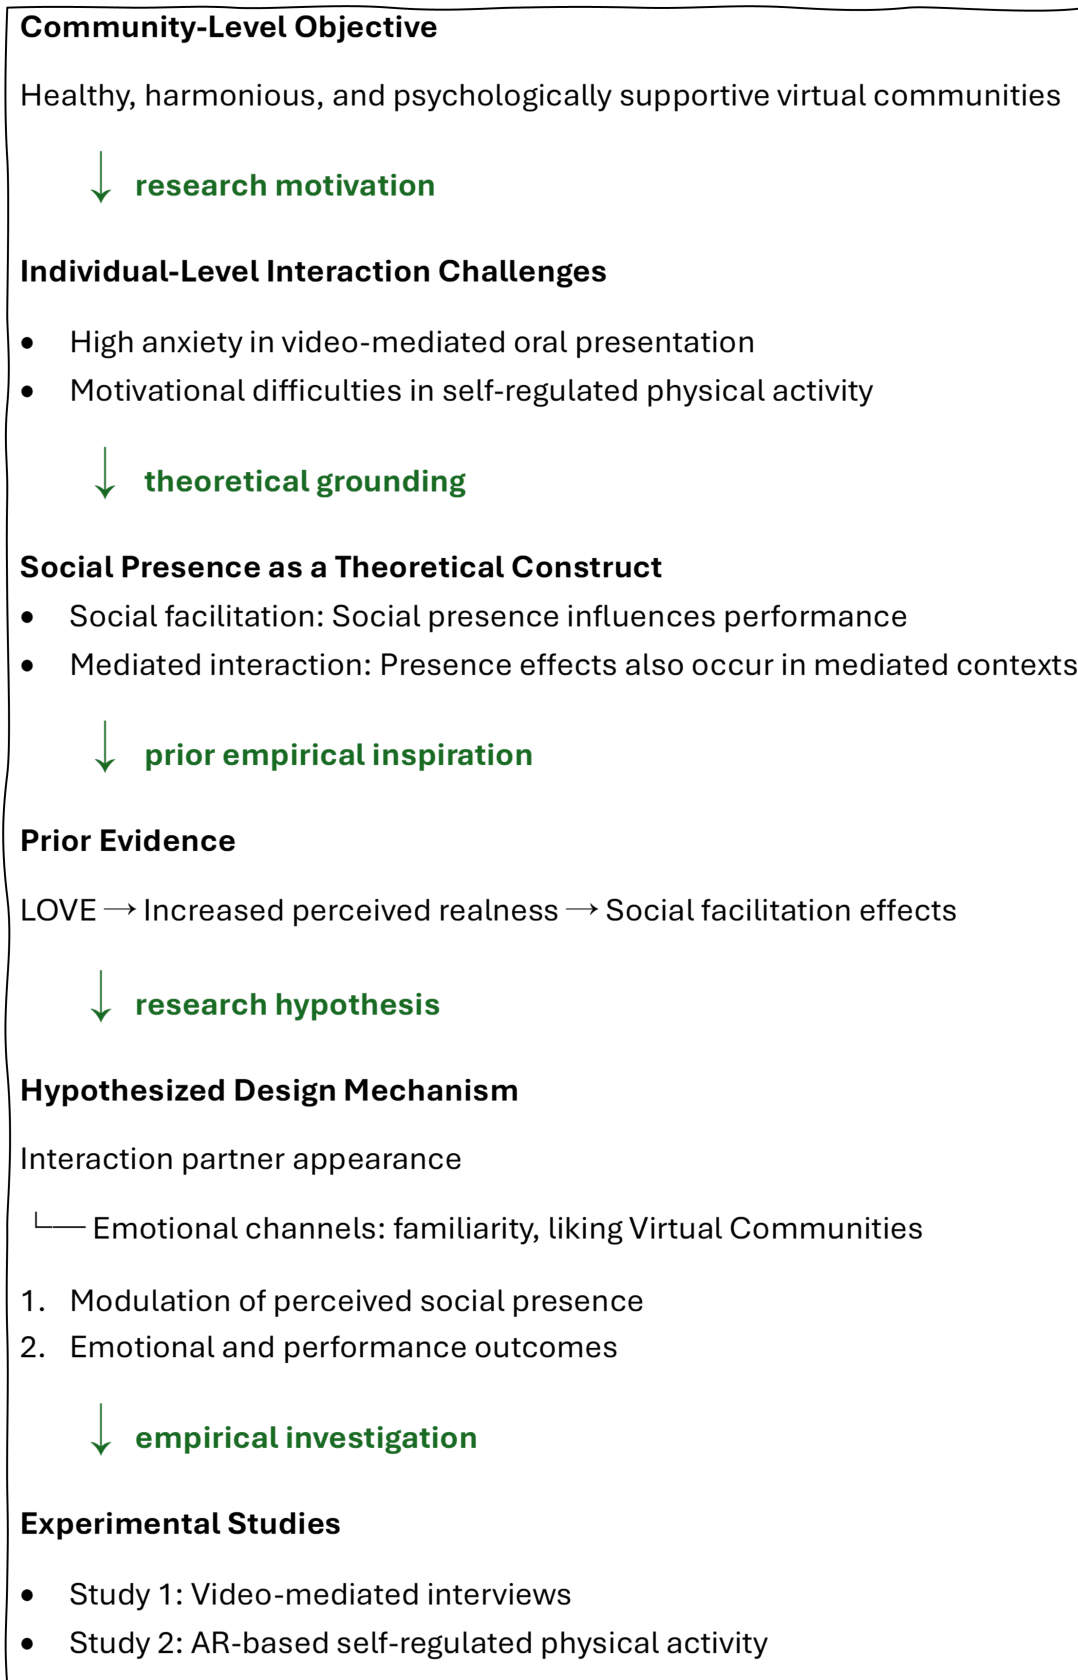 Community-Level Objective
Healthy, harmonious, and psychologically supportive virtual communities
↓ research motivation
Individual-Level Interaction Challenges
• High anxiety in video-mediated oral presentation
• Motivational difficulties in self-regulated physical activity
↓ theoretical grounding
Social Presence as a Theoretical Construct
• Social facilitation: Social presence influences performance
• Mediated interaction: Presence effects also occur in mediated contexts
↓ prior empirical inspiration
Prior Evidence
LOVE → Increased perceived realness → Social facilitation effects
↓ research hypothesis
Hypothesized Design Mechanism
Interaction partner appearance
└─ Emotional channels: familiarity, liking Virtual Communities
1. Modulation of perceived social presence
2. Emotional and performance outcomes
↓ empirical investigation
Experimental Studies
• Study 1: Video-mediated interviews
• Study 2: AR-based self-regulated physical activity